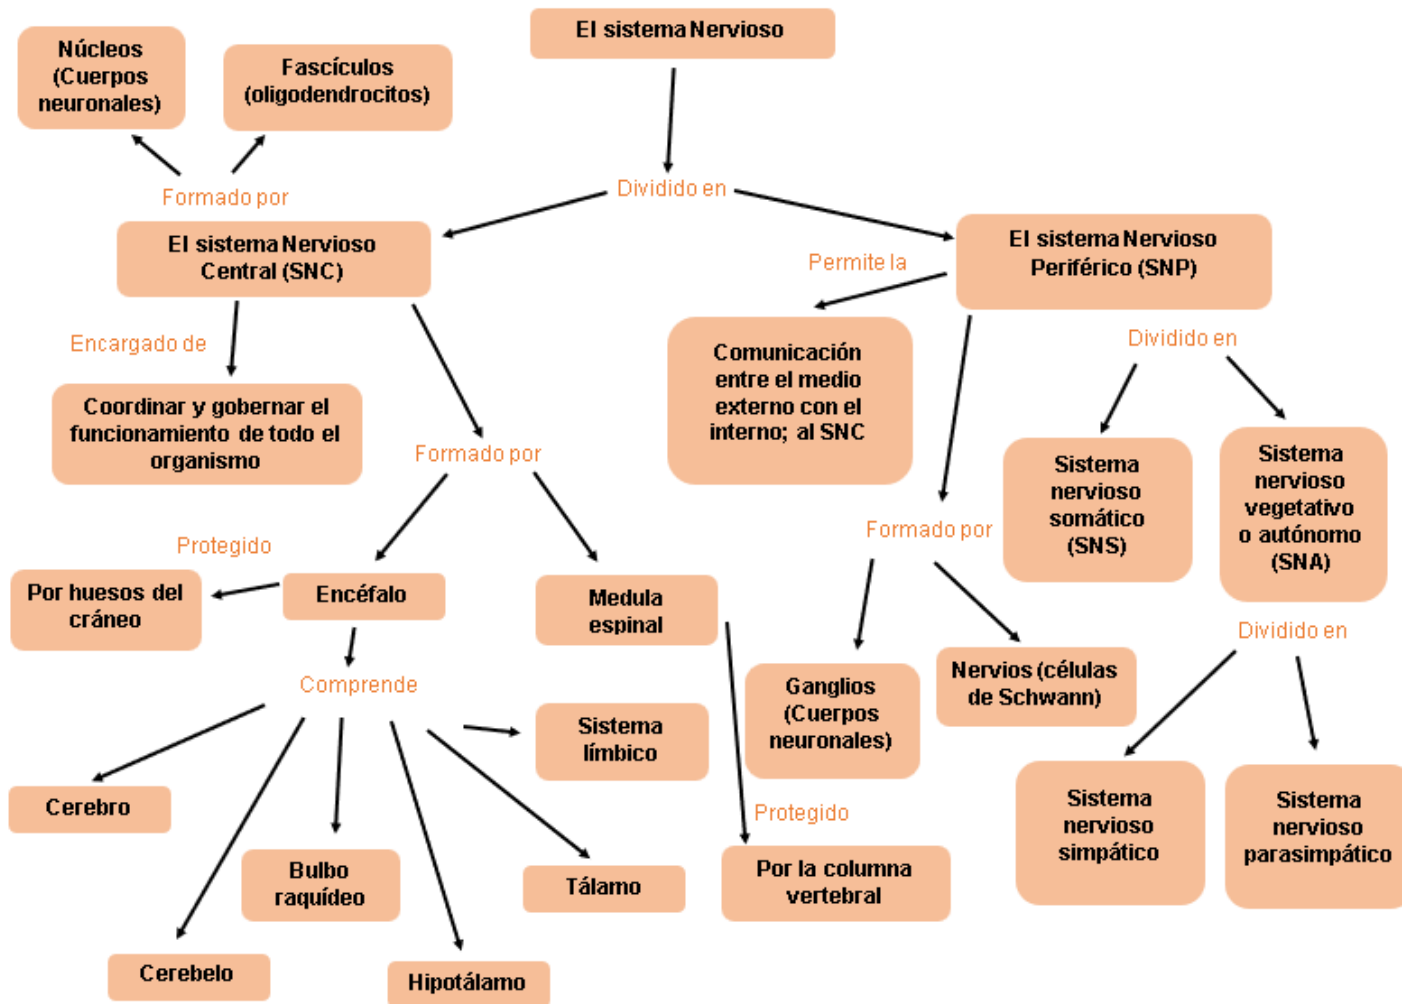 El sistema Nervioso
Núcleos
(Cuerpos
neuronales)
Fascículos
(oligodendrocitos)
Formado por
Dividido en
El sistema Nervioso
Central (SNC)
El sistema Nervioso
Periférico (SNP)
Permite la
Encargado de
Dividido en
Comunicación
entre el medio
externo con el
interno; al SNC
Coordinar y gobernar el
funcionamiento de todo el
organismo
Formado por
Sistema
nervioso
somático
(SNS)
Sistema
nervioso
vegetativo
o autónomo
(SNA)
Formado por
Protegido
Por huesos del
cráneo
Encéfalo
Medula
espinal
Dividido en
Ganglios
(Cuerpos
neuronales)
Nervios (células
de Schwann)
Comprende
Sistema
límbico
Cerebro
Protegido
Sistema
nervioso
simpático
Sistema
nervioso
parasimpático
Bulbo
raquídeo
Tálamo
Por la columna
vertebral
Cerebelo
Hipotálamo